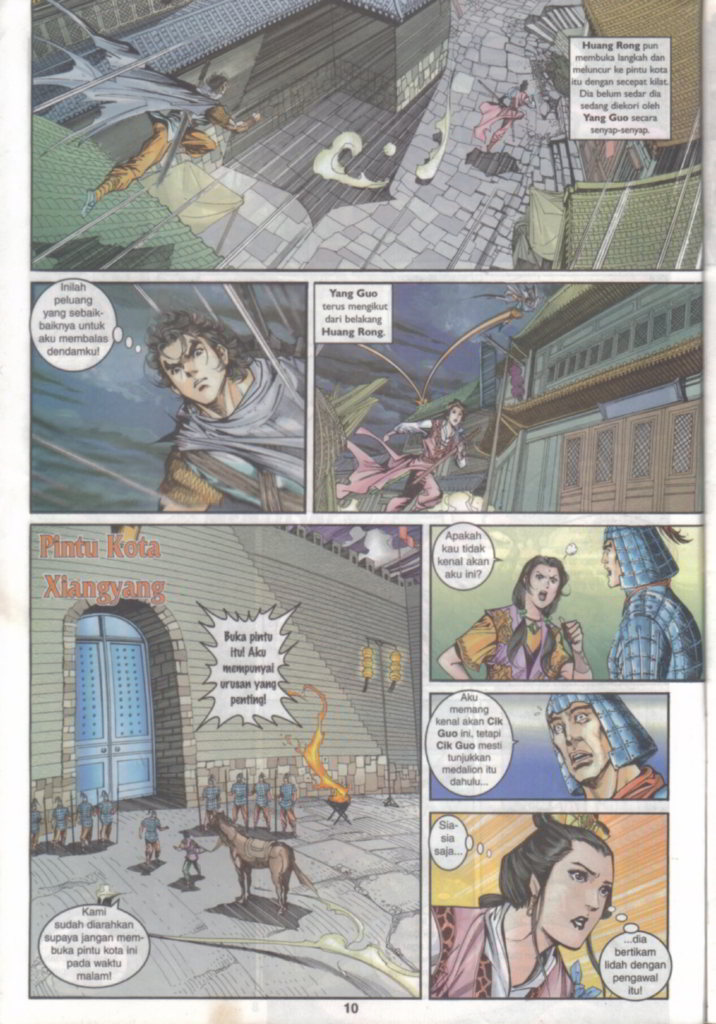 Huang Rong pun
membuka langkah dan
meluncur ke pintu kota
itu dengan secepat kilat.
Dia belum sedar dia
sedang diekori oleh
Yang Guo secara
senyap-senyap.
Inilah
peluang
yang sebaik-
baiknya untuk
aku membalas
dendamku!
Yang Guo
terus mengikut
dari belakang
Huang Rong.
Pintu Kota
Xiangyang
Buka pintu
itu! Aku
mempunyai
urusan yang
penting!
Kami
sudah diarahkan
supaya jangan mem-
buka pintu kota ini
pada waktu
malam!
Apakah
kau tidak
kenal akan
aku ini?
Aku
memang
kenal akan Cik
Guo ini, tetapi
Cik Guo mesti
tunjukkan
medalion itu
dahulu...
Sia-
sia
saja...
...dia
bertikam
lidah dengan
pengawal
itu!
10